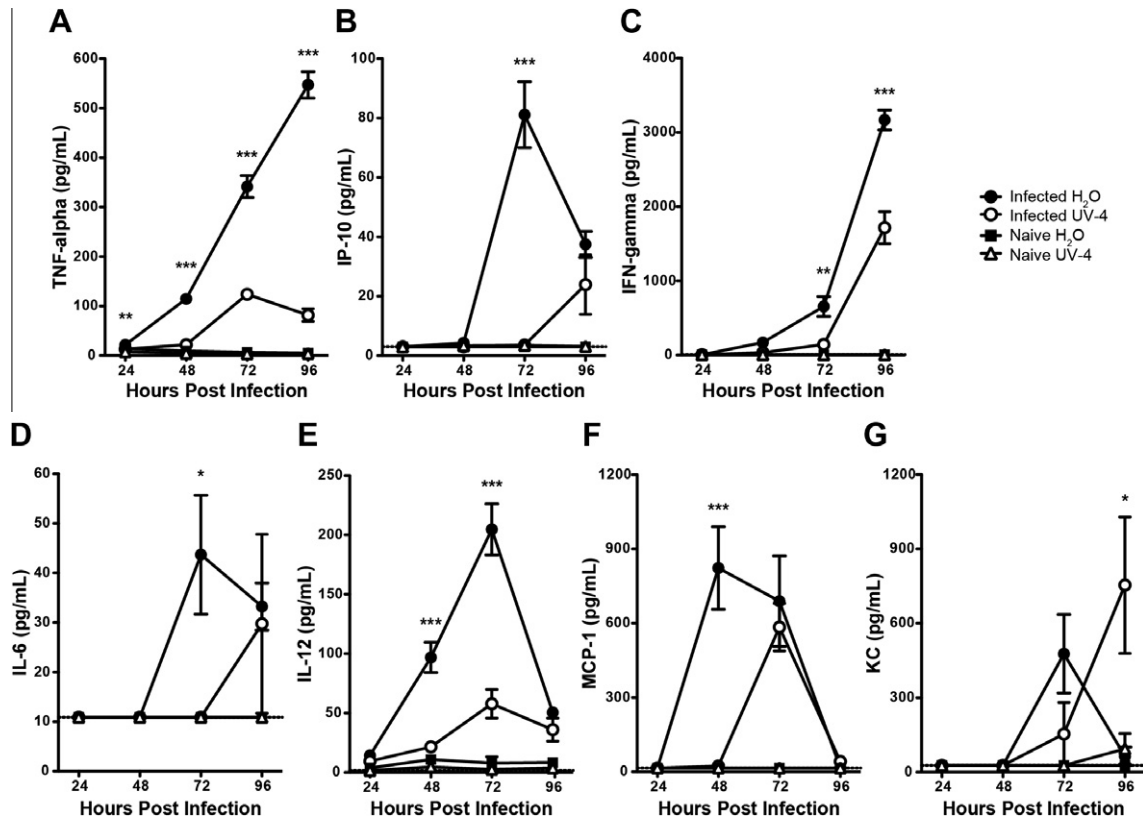 A
TNF-alpha (pg/mL)
600
500
400
300
200
100
0
**
***
***
***
24 48 72 96
Hours Post Infection
B
IP-10 (pg/mL)
100
80
60
40
20
0
***
24 48 72 96
Hours Post Infection
C
IFN-gamma (pg/mL)
4000
3000
2000
1000
0
**
***
24 48 72 96
Hours Post Infection
Infected H₂O
Infected UV-4
Naive H₂O
Naive UV-4
D
IL-6 (pg/mL)
60
50
40
30
20
10
0
*
24 48 72 96
Hours Post Infection
E
IL-12 (pg/mL)
250
200
150
100
50
0
***
***
24 48 72 96
Hours Post Infection
F
MCP-1 (pg/mL)
1200
900
600
300
0
***
24 48 72 96
Hours Post Infection
G
KC (pg/mL)
1200
900
600
300
0
*
24 48 72 96
Hours Post Infection